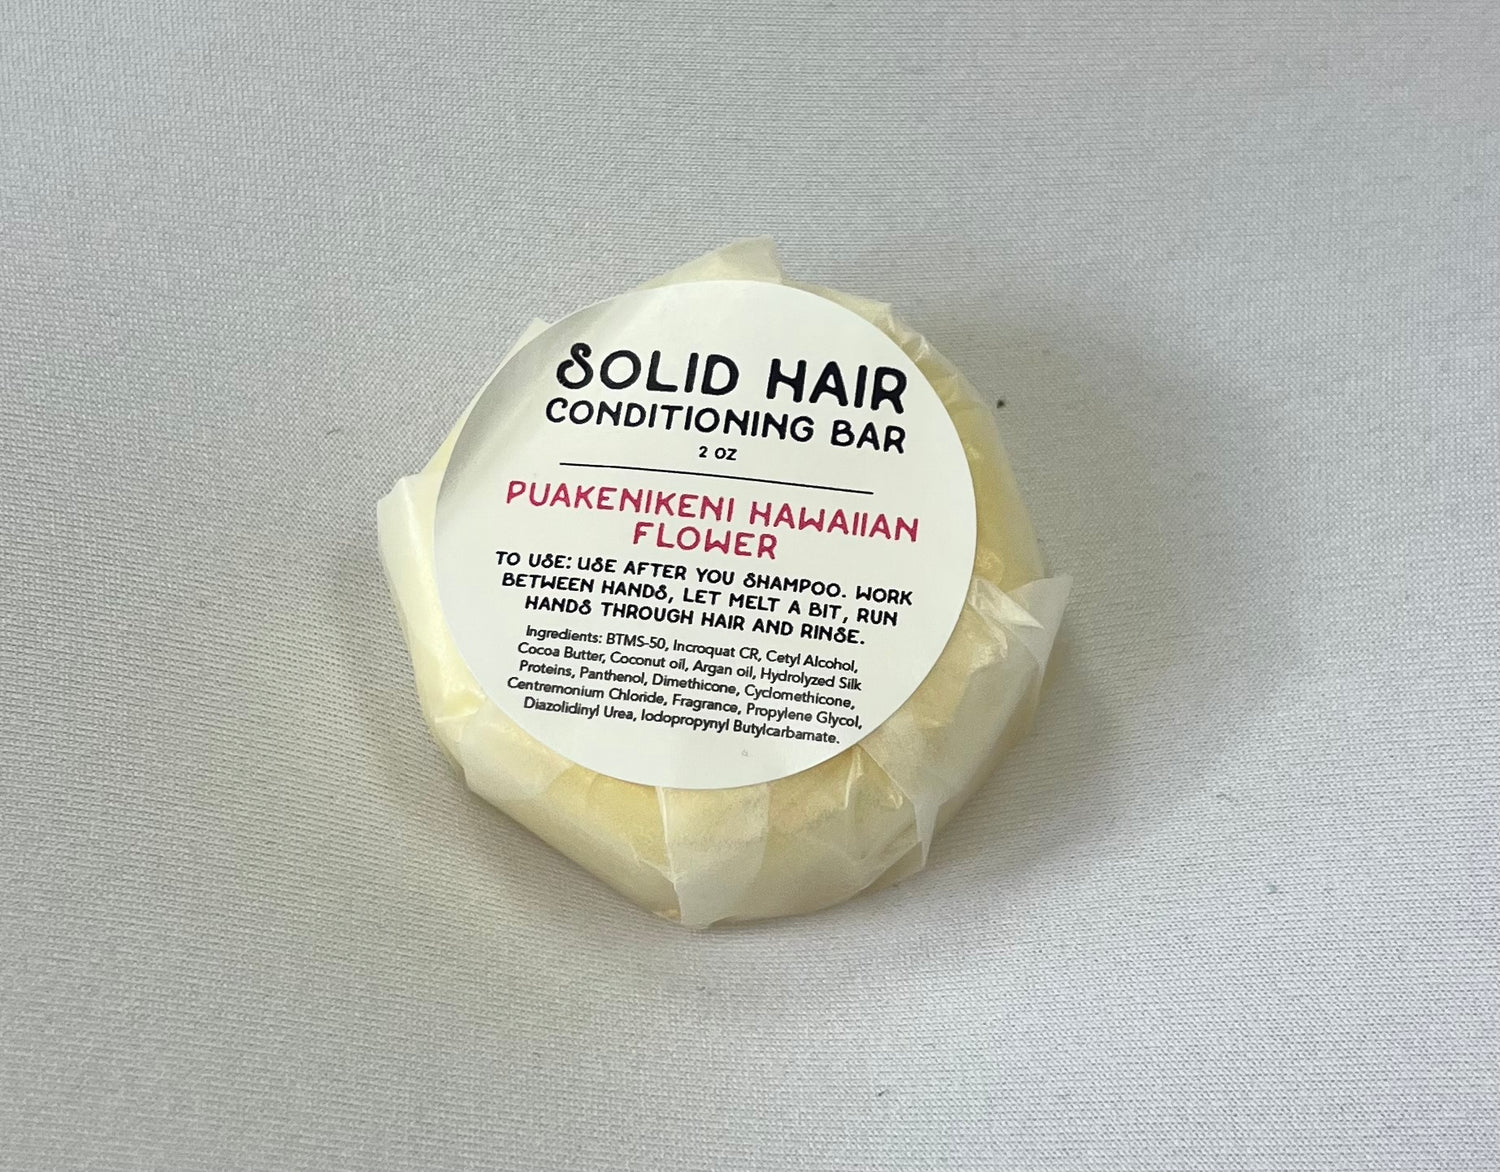 SOLID HAIR
CONDITIONING BAR
2 OZ
PUAKENIKENI HAWAIIAN
FLOWER
TO USE: USE AFTER YOU SHAMPOO. WORK
BETWEEN HANDS, LET MELT A BIT, RUN
HANDS THROUGH HAIR AND RINSE.
Ingredients: BTMS-50, Incroquat CR, Cetyl Alcohol,
Cocoa Butter, Coconut oil, Argan oil, Hydrolyzed Silk
Proteins, Panthenol, Dimethicone, Cyclomethicone,
Centremonium Chloride, Fragrance, Propylene Glycol,
Diazolidinyl Urea, Iodopropynyl Butylcarbamate.